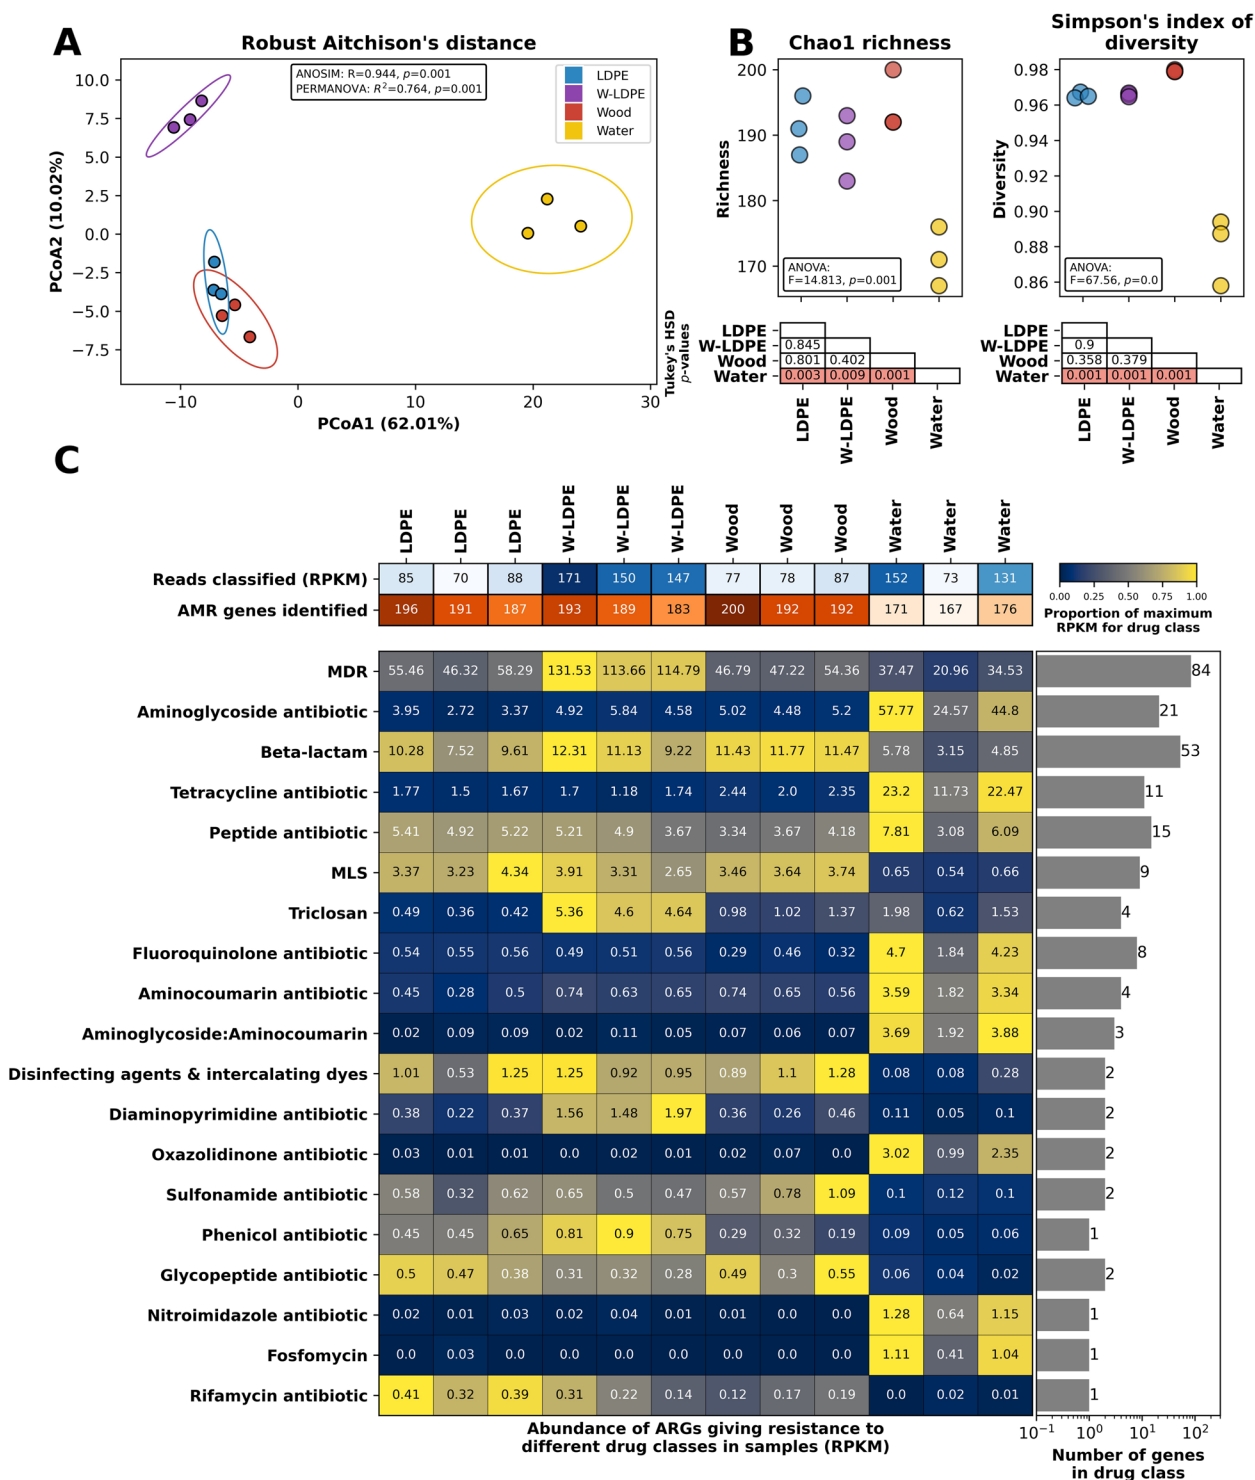 A
Robust Aitchison's distance
ANOSIM: R=0.944, p=0.001
PERMANOVA: R²=0.764, p=0.001
LDPE
W-LDPE
Wood
Water
10.0
7.5
5.0
2.5
0.0
−2.5
−5.0
−7.5
PCoA2 (10.02%)
−10 0 10 20 30
PCoA1 (62.01%)
B
Chao1 richness
200
190
180
170
Richness
ANOVA:
F=14.813, p=0.001
Tukey's HSD
p-values
LDPE
W-LDPE 0.845
Wood 0.801 0.402
Water 0.003 0.009 0.001
LDPE W-LDPE Wood Water
Simpson's index of
diversity
0.98
0.96
0.94
0.92
0.90
0.88
0.86
Diversity
ANOVA:
F=67.56, p=0.0
LDPE
W-LDPE 0.9
Wood 0.358 0.379
Water 0.001 0.001 0.001
LDPE W-LDPE Wood Water
C
LDPE LDPE LDPE W-LDPE W-LDPE W-LDPE Wood Wood Wood Water Water Water
Reads classified (RPKM) 85 70 88 171 150 147 77 78 87 152 73 131
AMR genes identified 196 191 187 193 189 183 200 192 192 171 167 176
0.00 0.25 0.50 0.75 1.00
Proportion of maximum
RPKM for drug class
MDR 55.46 46.32 58.29 131.53 113.66 114.79 46.79 47.22 54.36 37.47 20.96 34.53 84
Aminoglycoside antibiotic 3.95 2.72 3.37 4.92 5.84 4.58 5.02 4.48 5.2 57.77 24.57 44.8 21
Beta-lactam 10.28 7.52 9.61 12.31 11.13 9.22 11.43 11.77 11.47 5.78 3.15 4.85 53
Tetracycline antibiotic 1.77 1.5 1.67 1.7 1.18 1.74 2.44 2.0 2.35 23.2 11.73 22.47 11
Peptide antibiotic 5.41 4.92 5.22 5.21 4.9 3.67 3.34 3.67 4.18 7.81 3.08 6.09 15
MLS 3.37 3.23 4.34 3.91 3.31 2.65 3.46 3.64 3.74 0.65 0.54 0.66 9
Triclosan 0.49 0.36 0.42 5.36 4.6 4.64 0.98 1.02 1.37 1.98 0.62 1.53 4
Fluoroquinolone antibiotic 0.54 0.55 0.56 0.49 0.51 0.56 0.29 0.46 0.32 4.7 1.84 4.23 8
Aminocoumarin antibiotic 0.45 0.28 0.5 0.74 0.63 0.65 0.74 0.65 0.56 3.59 1.82 3.34 4
Aminoglycoside:Aminocoumarin 0.02 0.09 0.09 0.02 0.11 0.05 0.07 0.06 0.07 3.69 1.92 3.88 3
Disinfecting agents & intercalating dyes 1.01 0.53 1.25 1.25 0.92 0.95 0.89 1.1 1.28 0.08 0.08 0.28 2
Diaminopyrimidine antibiotic 0.38 0.22 0.37 1.56 1.48 1.97 0.36 0.26 0.46 0.11 0.05 0.1 2
Oxazolidinone antibiotic 0.03 0.01 0.01 0.0 0.02 0.01 0.02 0.07 0.0 3.02 0.99 2.35 2
Sulfonamide antibiotic 0.58 0.32 0.62 0.65 0.5 0.47 0.57 0.78 1.09 0.1 0.12 0.1 2
Phenicol antibiotic 0.45 0.45 0.65 0.81 0.9 0.75 0.29 0.32 0.19 0.09 0.05 0.06 1
Glycopeptide antibiotic 0.5 0.47 0.38 0.31 0.32 0.28 0.49 0.3 0.55 0.06 0.04 0.02 2
Nitroimidazole antibiotic 0.02 0.01 0.03 0.02 0.04 0.01 0.01 0.0 0.0 1.28 0.64 1.15 1
Fosfomycin 0.0 0.03 0.0 0.0 0.0 0.0 0.0 0.0 0.0 1.11 0.41 1.04 1
Rifamycin antibiotic 0.41 0.32 0.39 0.31 0.22 0.14 0.12 0.17 0.19 0.0 0.02 0.01 1
Abundance of ARGs giving resistance to
different drug classes in samples (RPKM)
10⁻¹ 10⁰ 10¹ 10²
Number of genes
in drug class